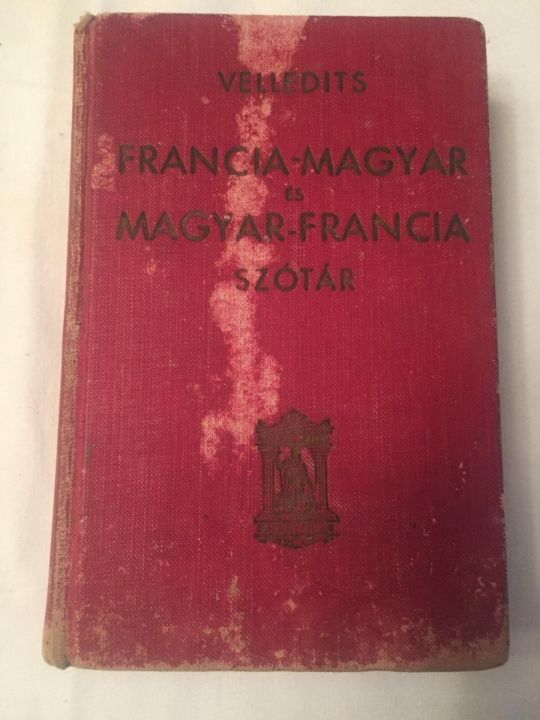 VELLEDITS
FRANCIA-MAGYAR
ÉS
MAGYAR-FRANCIA
SZÓTÁR